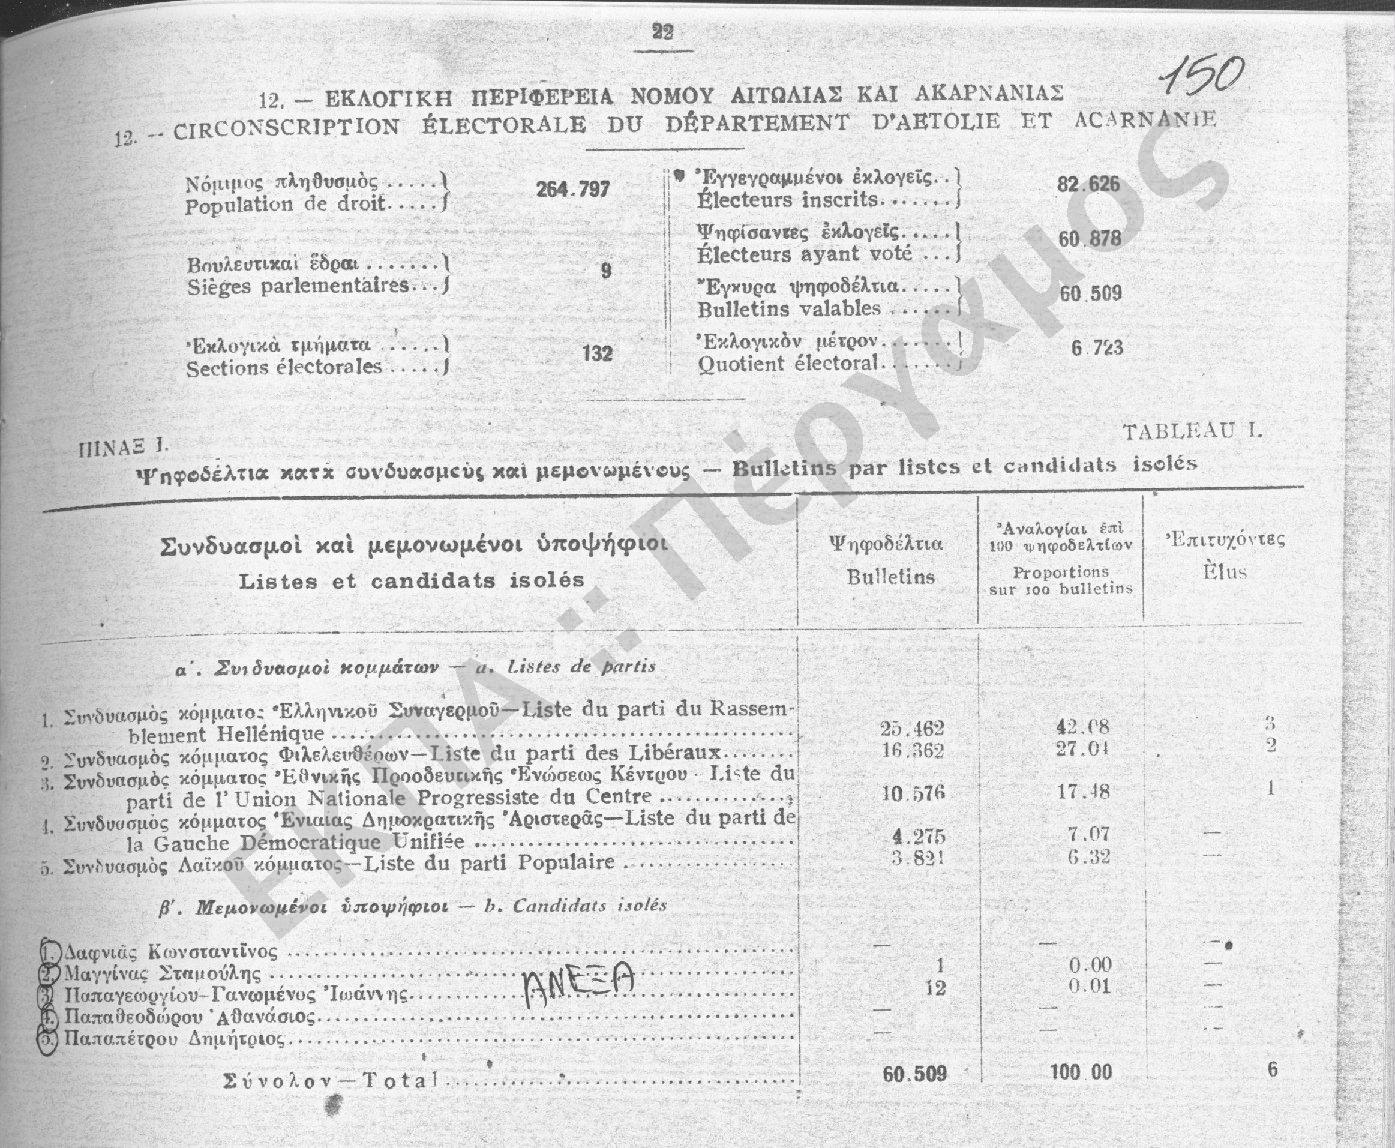 22
150
12. — ΕΚΛΟΓΙΚΗ ΠΕΡΙΦΕΡΕΙΑ ΝΟΜΟΥ ΑΙΤΩΛΙΑΣ ΚΑΙ ΑΚΑΡΝΑΝΙΑΣ
12. — CIRCONSCRIPTION ÉLECTORALE DU DÉPARTEMENT D'AETOLIE ET ACARNANIE
Νόμιμος πληθυσμὸς ..... } 264.797
Population de droit.....
Βουλευτικαὶ ἕδραι ....... } 9
Sièges parlementaires...
Ἐκλογικὰ τμήματα ...... } 132
Sections électorales .....
Ἐγγεγραμμένοι ἐκλογεῖς.. } 82.626
Électeurs inscrits.......
Ψηφίσαντες ἐκλογεῖς..... } 60.878
Électeurs ayant voté ...
Ἔγκυρα ψηφοδέλτια..... } 60.509
Bulletins valables ......
Ἐκλογικὸν μέτρον....... } 6.723
Quotient électoral.......
ΠΙΝΑΞ Ι.
TABLEAU I.
Ψηφοδέλτια κατὰ συνδυασμοὺς καὶ μεμονωμένους — Bulletins par listes et candidats isolés
Συνδυασμοὶ καὶ μεμονωμένοι ὑποψήφιοι
Listes et candidats isolés
Ψηφοδέλτια
Bulletins
Ἀναλογίαι ἐπὶ
100 ψηφοδελτίων
Proportions
sur 100 bulletins
Ἐπιτυχόντες
Èlus
α΄. Συνδυασμοὶ κομμάτων — a. Listes de partis
1. Συνδυασμὸς κόμματος Ἑλληνικοῦ Συναγερμοῦ—Liste du parti du Rassem-
blement Hellénique ........ 25.462 42.08 3
2. Συνδυασμὸς κόμματος Φιλελευθέρων—Liste du parti des Libéraux........ 16.362 27.04 2
3. Συνδυασμὸς κόμματος Ἐθνικῆς Προοδευτικῆς Ἑνώσεως Κέντρου - Liste du
parti de l'Union Nationale Progressiste du Centre ........ 10.576 17.48 1
4. Συνδυασμὸς κόμματος Ἑνιαίας Δημοκρατικῆς Ἀριστερᾶς—Liste du parti de
la Gauche Démocratique Unifiée ........ 4.275 7.07 —
5. Συνδυασμὸς Λαϊκοῦ κόμματος—Liste du parti Populaire ........ 3.821 6.32 —
β΄. Μεμονωμένοι ὑποψήφιοι — b. Candidats isolés
1. Δαφνιᾶς Κωνσταντῖνος ........ — — —
2. Μαγγίνας Σταμούλης ........ 1 0.00 —
3. Παπαγεωργίου-Γανωμένος Ἰωάννης........ 12 0.01 —
4. Παπαθεοδώρου Ἀθανάσιος........ — — —
5. Παπαπέτρου Δημήτριος........ — — —
ΑΝΕΞΑ
Σύνολον—Total ........ 60.509 100.00 6
ΕΚΠΑ :: Πέργαμος